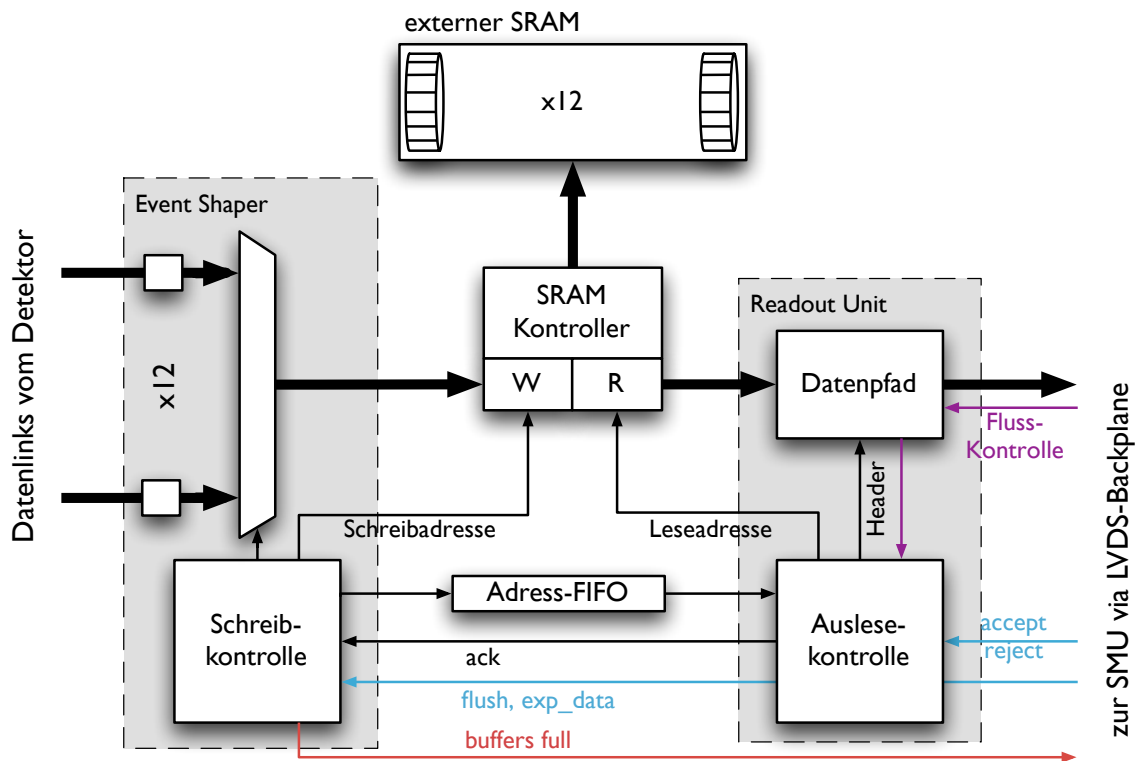 externer SRAM
x12
Event Shaper
Datenlinks vom Detektor
x12
SRAM
Kontroller
W
R
Readout Unit
Datenpfad
Fluss-
Kontrolle
Header
Schreibadresse
Leseadresse
Adress-FIFO
Schreib-
kontrolle
Auslese-
kontrolle
ack
accept
reject
flush, exp_data
buffers full
zur SMU via LVDS-Backplane